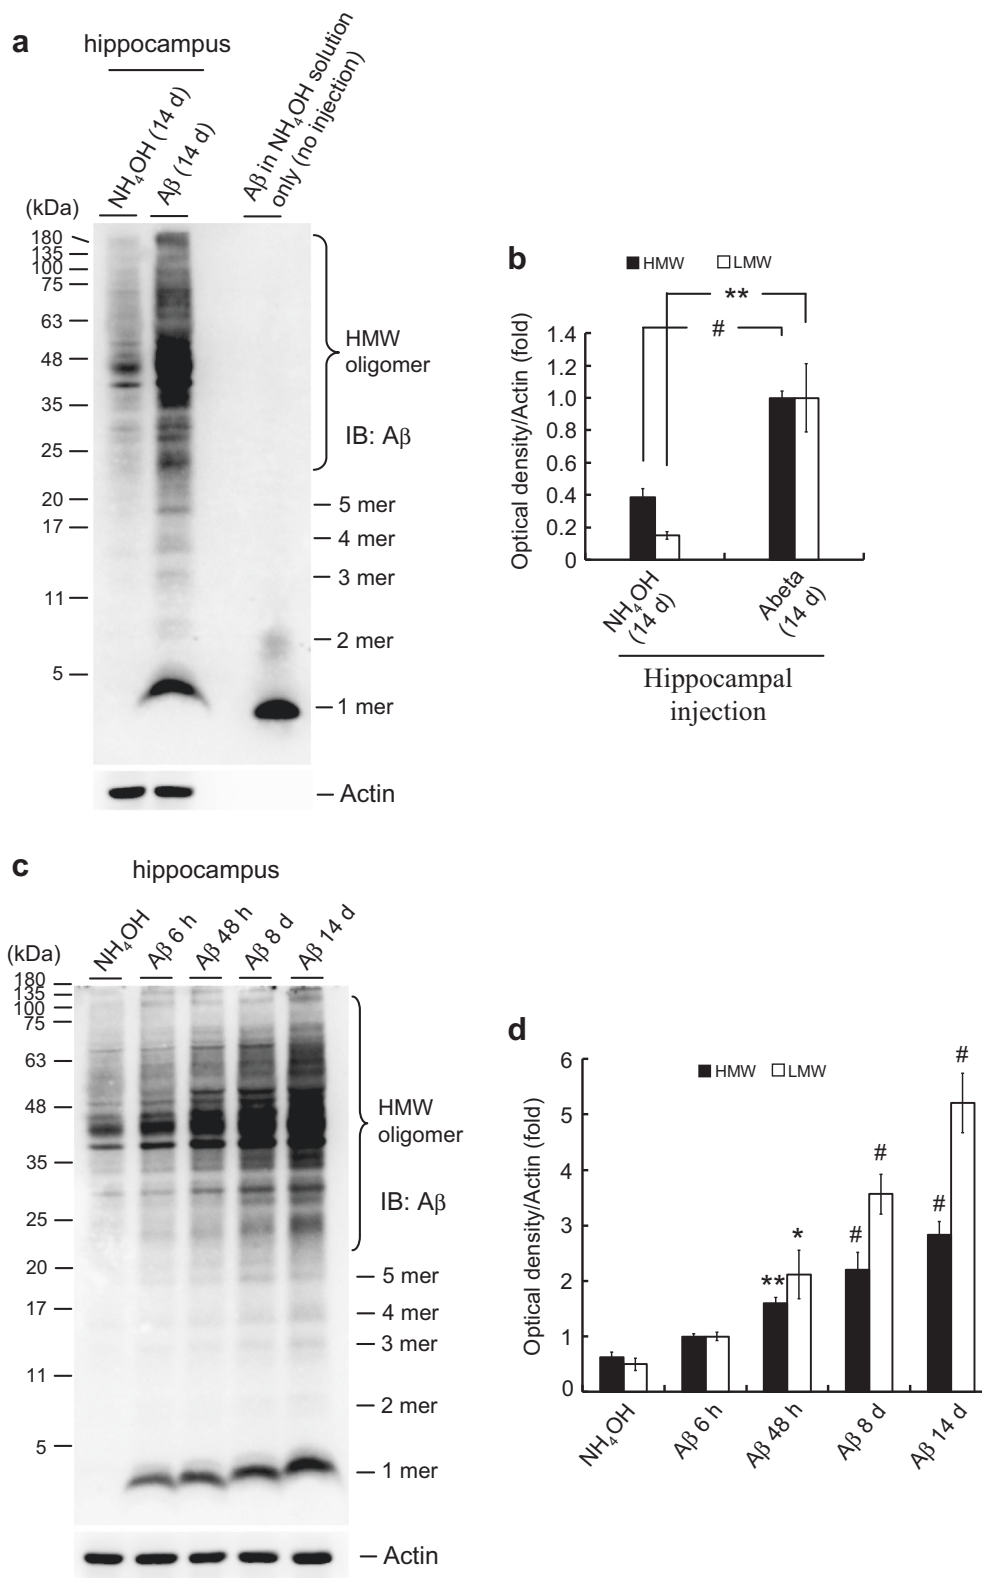 a
hippocampus
NH4OH (14 d)
Aβ (14 d)
Aβ in NH4OH solution
only (no injection)
(kDa)
180
135
100
75
63
48
35
25
20
17
11
5
HMW
oligomer
IB: Aβ
5 mer
4 mer
3 mer
2 mer
1 mer
Actin
b
HMW LMW
**
#
Optical density/Actin (fold)
1.4
1.2
1.0
0.8
0.6
0.4
0.2
0
NH4OH
(14 d)
Abeta
(14 d)
Hippocampal
injection
c
hippocampus
NH4OH
Aβ 6 h
Aβ 48 h
Aβ 8 d
Aβ 14 d
(kDa)
180
135
100
75
63
48
35
25
20
17
11
5
HMW
oligomer
IB: Aβ
5 mer
4 mer
3 mer
2 mer
1 mer
Actin
d
HMW LMW
Optical density/Actin (fold)
6
5
4
3
2
1
0
**
*
#
#
#
#
NH4OH
Aβ 6 h
Aβ 48 h
Aβ 8 d
Aβ 14 d